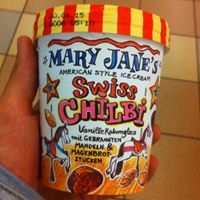 MARY JANE'S
AMERICAN STYLE ICE CREAM
SWiSS
CHiLBi
Vanille Rahmglace
mit GEBRANNTEN
MANDELN &
MAGENBROT-
STÜCKEN